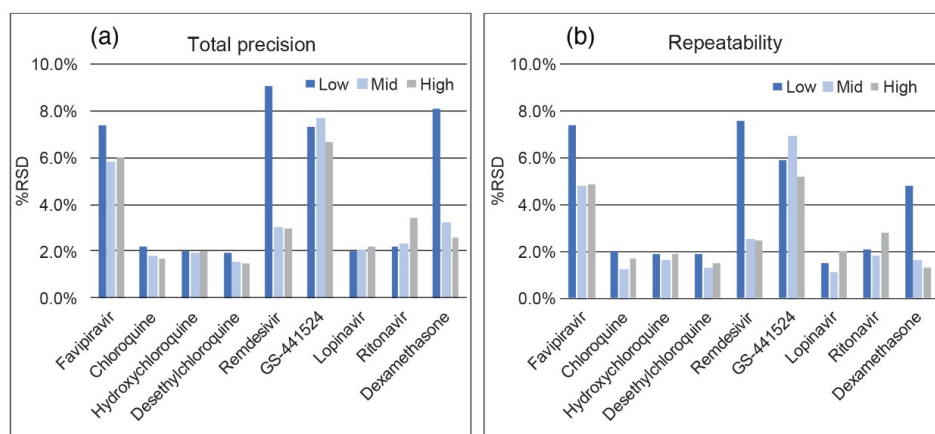 (a)
Total precision
10.0%
Low Mid High
8.0%
6.0%
%RSD
4.0%
2.0%
0.0%
Favipiravir
Chloroquine
Hydroxychloroquine
Desethylchloroquine
Remdesivir
GS-441524
Lopinavir
Ritonavir
Dexamethasone
(b)
Repeatability
10.0%
Low Mid High
8.0%
6.0%
%RSD
4.0%
2.0%
0.0%
Favipiravir
Chloroquine
Hydroxychloroquine
Desethylchloroquine
Remdesivir
GS-441524
Lopinavir
Ritonavir
Dexamethasone